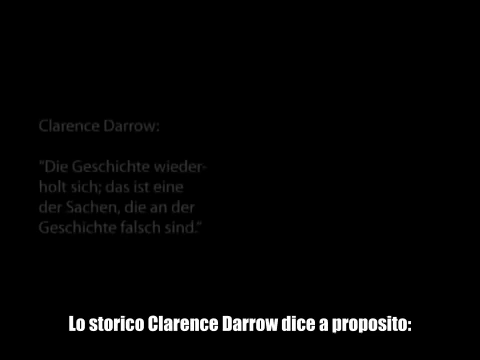 Clarence Darrow:
"Die Geschichte wieder-
holt sich; das ist eine
der Sachen, die an der
Geschichte falsch sind."
Lo storico Clarence Darrow dice a proposito: